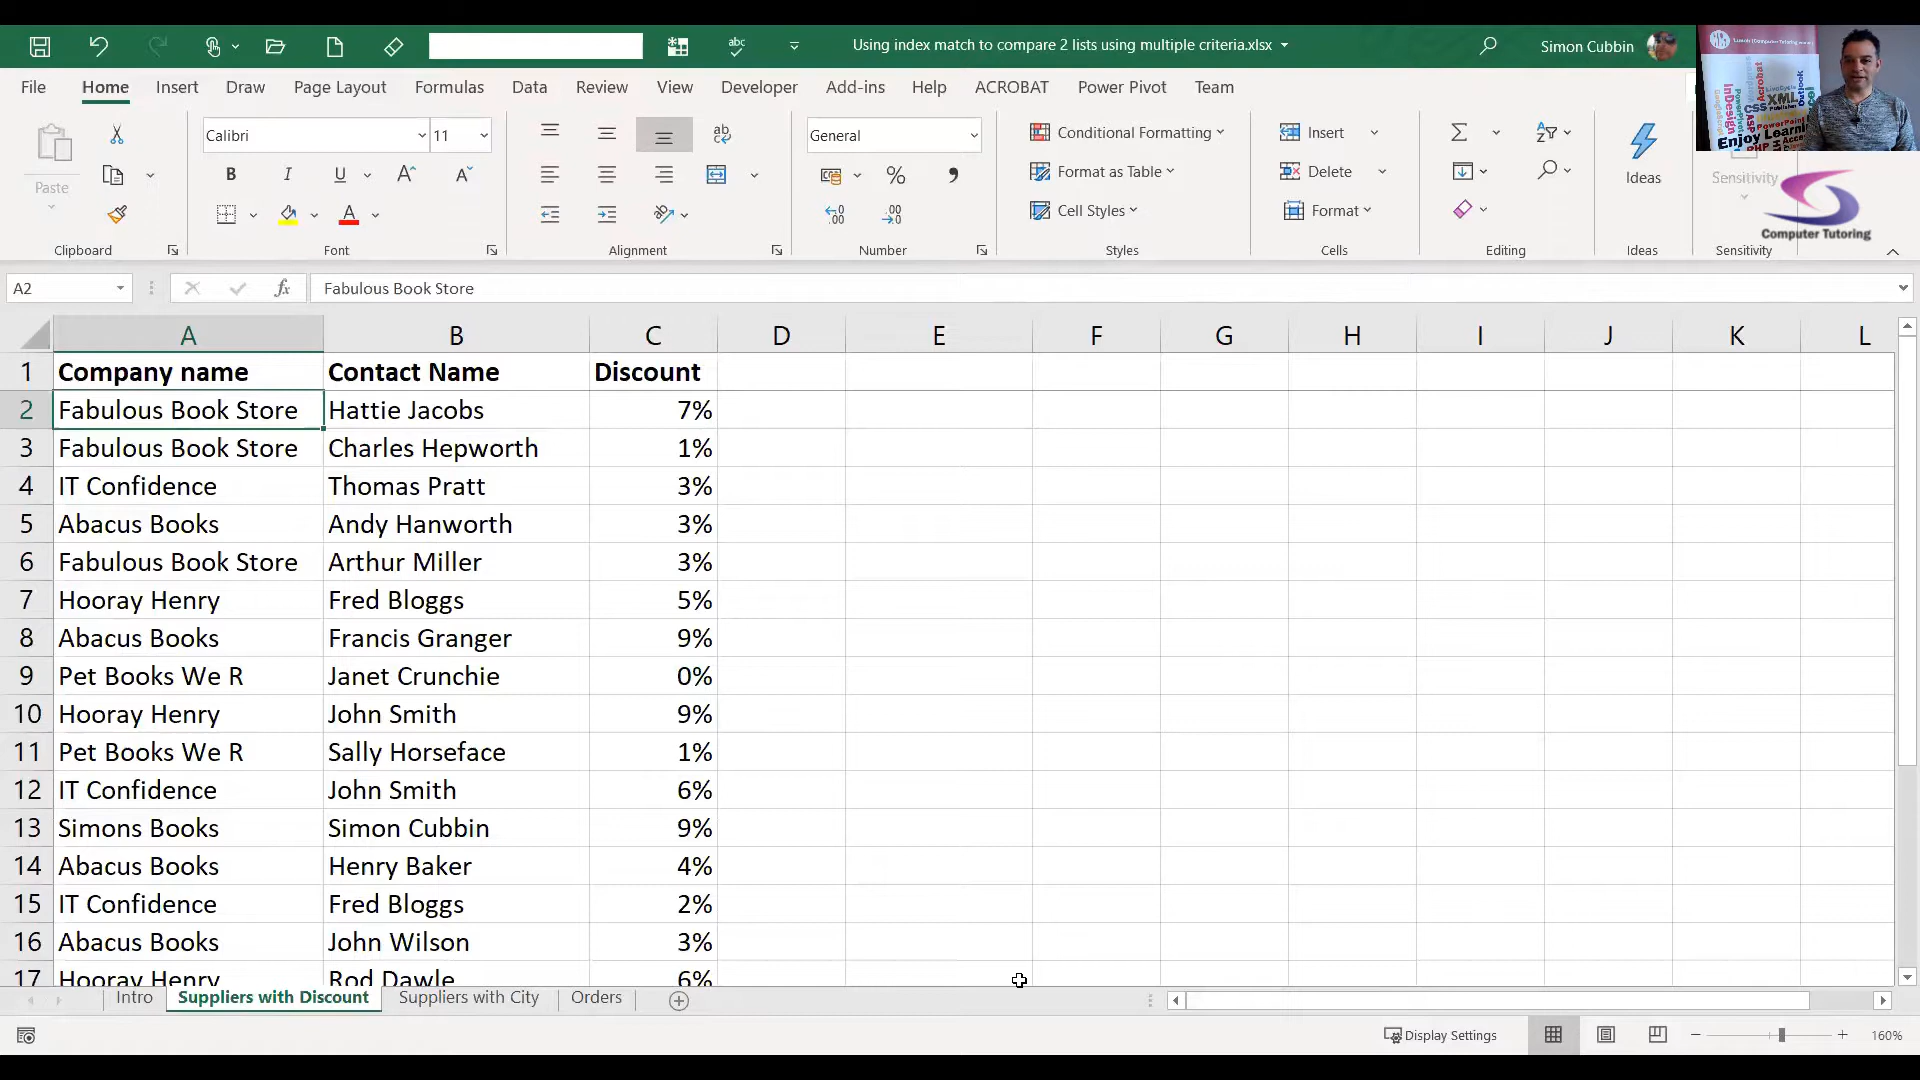 Using index match to compare 2 lists using multiple criteria.xlsx
Simon Cubbin
File Home Insert Draw Page Layout Formulas Data Review View Developer Add-ins Help ACROBAT Power Pivot Team
Calibri 11
General
Paste
Conditional Formatting
Format as Table
Cell Styles
Insert
Delete
Format
Ideas
Sensitivity
Computer Tutoring
Clipboard Font Alignment Number Styles Cells Editing Ideas Sensitivity
A2 fx Fabulous Book Store
A B C D E F G H I J K L
1 Company name Contact Name Discount
2 Fabulous Book Store Hattie Jacobs 7%
3 Fabulous Book Store Charles Hepworth 1%
4 IT Confidence Thomas Pratt 3%
5 Abacus Books Andy Hanworth 3%
6 Fabulous Book Store Arthur Miller 3%
7 Hooray Henry Fred Bloggs 5%
8 Abacus Books Francis Granger 9%
9 Pet Books We R Janet Crunchie 0%
10 Hooray Henry John Smith 9%
11 Pet Books We R Sally Horseface 1%
12 IT Confidence John Smith 6%
13 Simons Books Simon Cubbin 9%
14 Abacus Books Henry Baker 4%
15 IT Confidence Fred Bloggs 2%
16 Abacus Books John Wilson 3%
17 Hooray Henry Rod Dawle 6%
Intro Suppliers with Discount Suppliers with City Orders
Display Settings 160%